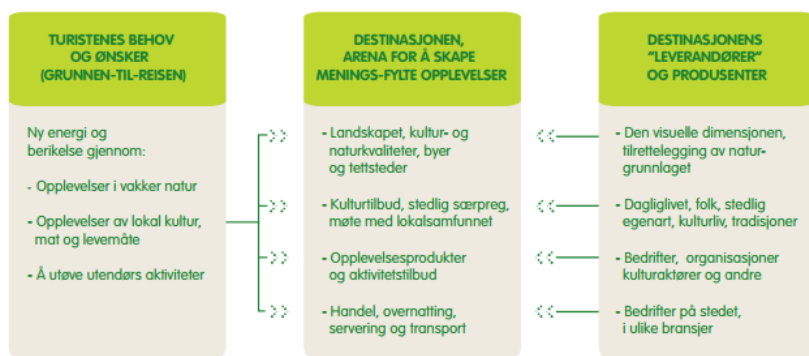 TURISTENES BEHOV
OG ØNSKER
(GRUNNEN-TIL-REISEN)
Ny energi og
berikelse gjennom:
- Opplevelser i vakker natur
- Opplevelser av lokal kultur,
mat og levemåte
- Å utøve utendørs aktiviteter
DESTINASJONEN,
ARENA FOR Å SKAPE
MENINGS-FYLTE OPPLEVELSER
- Landskapet, kultur- og
naturkvaliteter, byer
og tettsteder
- Kulturtilbud, stedlig særpreg,
møte med lokalsamfunnet
- Opplevelsesprodukter
og aktivitetstilbud
- Handel, overnatting,
servering og transport
DESTINASJONENS
"LEVERANDØRER"
OG PRODUSENTER
- Den visuelle dimensjonen,
tilrettelegging av natur-
grunnlaget
- Dagliglivet, folk, stedlig
egenart, kulturliv, tradisjoner
- Bedrifter, organisasjoner
kulturaktører og andre
- Bedrifter på stedet,
i ulike bransjer